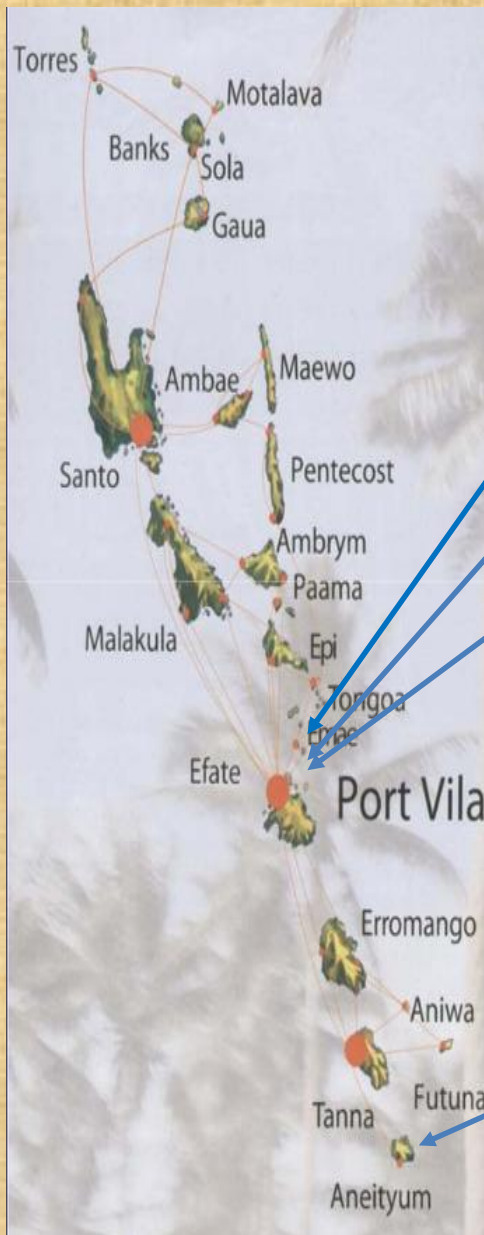 Torres
Motalava
Banks
Sola
Gaua
Ambae
Maewo
Santo
Pentecost
Ambrym
Paama
Malakula
Epi
Tongoa
Emae
Efate
Port Vila
Erromango
Aniwa
Tanna
Futuna
Aneityum